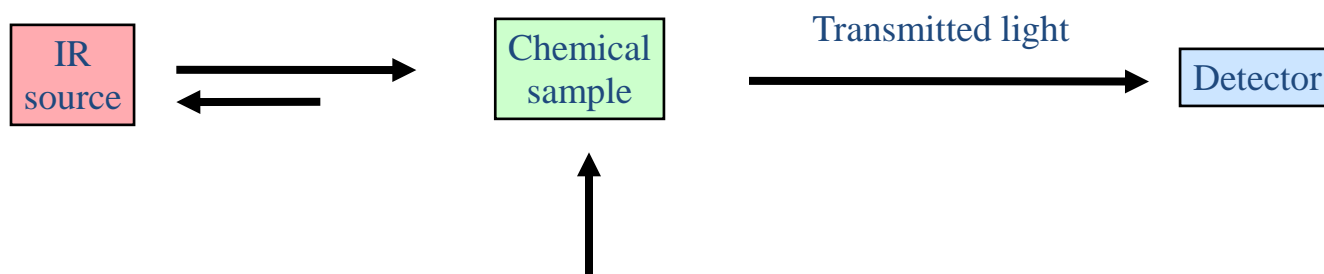 IR
source
Chemical
sample
Transmitted light
Detector